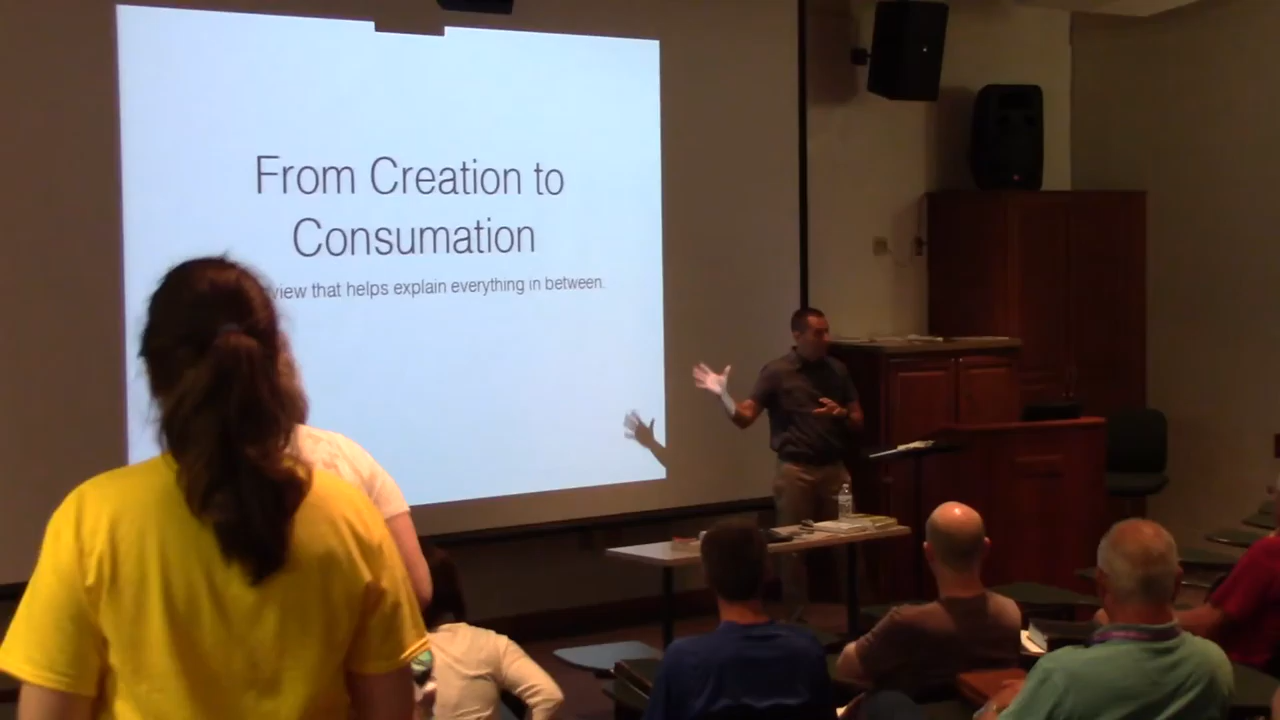 From Creation to
Consumation
view that helps explain everything in between.